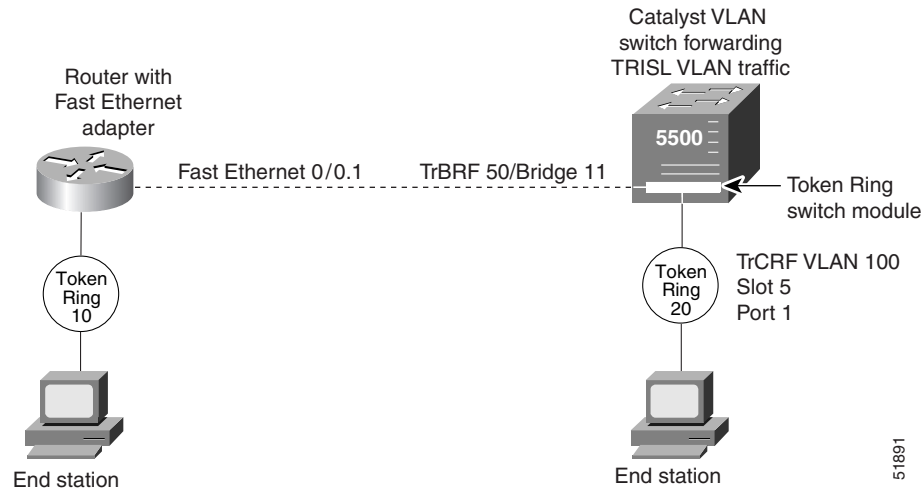 Catalyst VLAN
switch forwarding
TRISL VLAN traffic
Router with
Fast Ethernet
adapter
5500
Fast Ethernet 0/0.1
TrBRF 50/Bridge 11
Token Ring
switch module
Token
Ring
10
Token
Ring
20
TrCRF VLAN 100
Slot 5
Port 1
End station
End station
51891